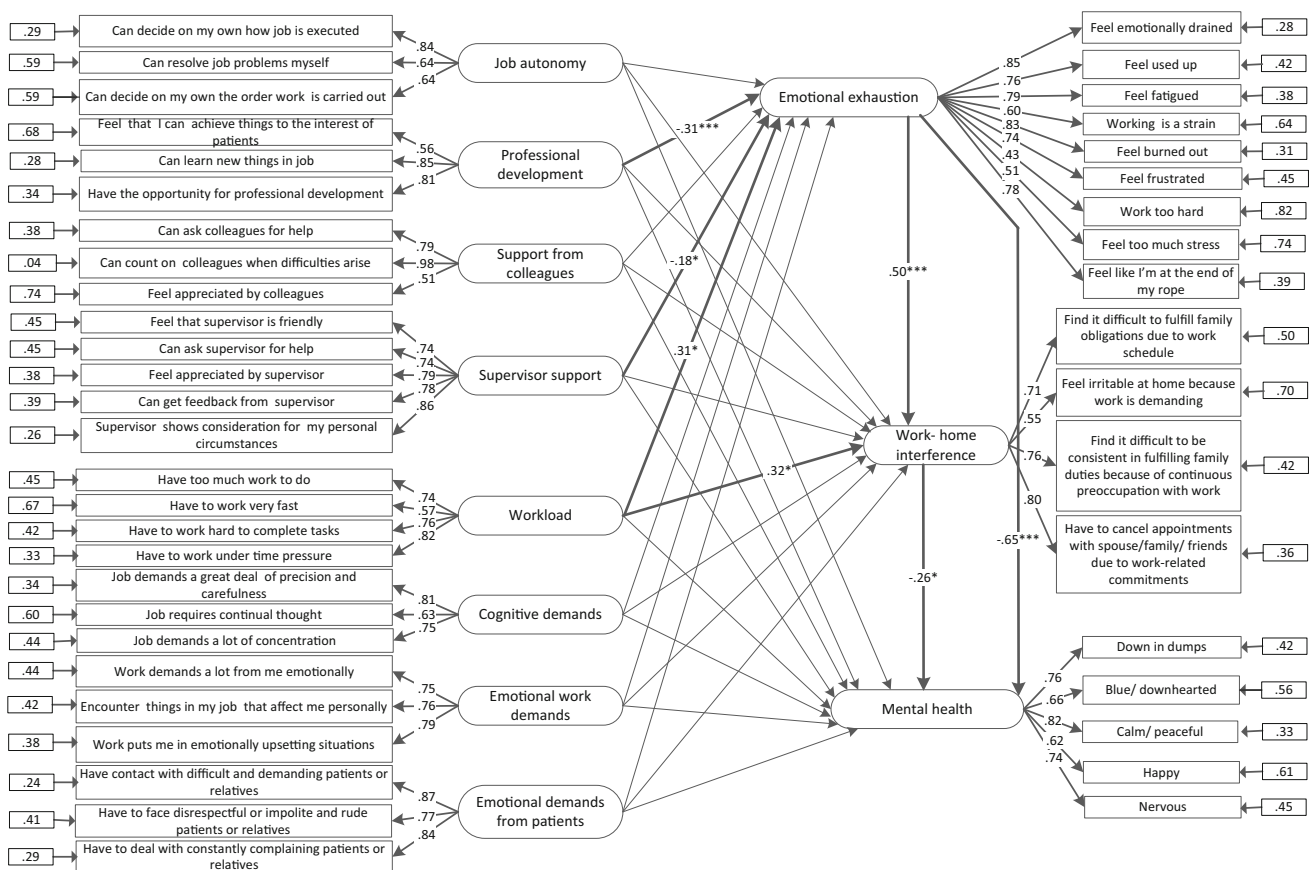 .29
Can decide on my own how job is executed
.84
.59
Can resolve job problems myself
.64
.59
Can decide on my own the order work is carried out
.64
Job autonomy
.68
Feel that I can achieve things to the interest of
patients
.56
.28
Can learn new things in job
.85
.34
Have the opportunity for professional development
.81
Professional
development
.38
Can ask colleagues for help
.79
.04
Can count on colleagues when difficulties arise
.98
.74
Feel appreciated by colleagues
.51
Support from
colleagues
.45
Feel that supervisor is friendly
.74
.45
Can ask supervisor for help
.74
.38
Feel appreciated by supervisor
.79
.39
Can get feedback from supervisor
.78
.26
Supervisor shows consideration for my personal
circumstances
.86
Supervisor support
.45
Have too much work to do
.74
.67
Have to work very fast
.57
.42
Have to work hard to complete tasks
.76
.33
Have to work under time pressure
.82
Workload
.34
Job demands a great deal of precision and
carefulness
.81
.60
Job requires continual thought
.63
.44
Job demands a lot of concentration
.75
Cognitive demands
.44
Work demands a lot from me emotionally
.75
.42
Encounter things in my job that affect me personally
.76
.38
Work puts me in emotionally upsetting situations
.79
Emotional work
demands
.24
Have contact with difficult and demanding patients or
relatives
.87
.41
Have to face disrespectful or impolite and rude
patients or relatives
.77
.29
Have to deal with constantly complaining patients or
relatives
.84
Emotional demands
from patients
-.31***
-.18*
.31*
.32*
.50***
-.65***
-.26*
Emotional exhaustion
.85
Feel emotionally drained
.28
.76
Feel used up
.42
.79
Feel fatigued
.38
.60
Working is a strain
.64
.83
Feel burned out
.31
.74
Feel frustrated
.45
.43
Work too hard
.82
.51
Feel too much stress
.74
.78
Feel like I'm at the end of
my rope
.39
Work- home
interference
.71
Find it difficult to fulfill family
obligations due to work
schedule
.50
.55
Feel irritable at home because
work is demanding
.70
.76
Find it difficult to be
consistent in fulfilling family
duties because of continuous
preoccupation with work
.42
.80
Have to cancel appointments
with spouse/family/ friends
due to work-related
commitments
.36
Mental health
.76
Down in dumps
.42
.66
Blue/ downhearted
.56
.82
Calm/ peaceful
.33
.62
Happy
.61
.74
Nervous
.45